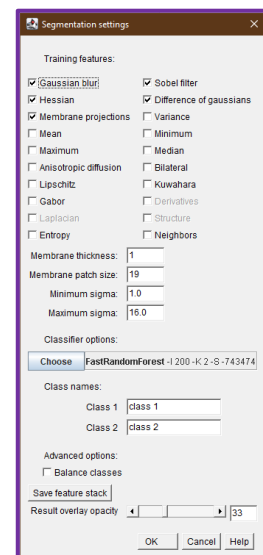 Segmentation settings
Training features:
Gaussian blur Sobel filter
Hessian Difference of gaussians
Membrane projections Variance
Mean Minimum
Maximum Median
Anisotropic diffusion Bilateral
Lipschitz Kuwahara
Gabor Derivatives
Laplacian Structure
Entropy Neighbors
Membrane thickness: 1
Membrane patch size: 19
Minimum sigma: 1.0
Maximum sigma: 16.0
Classifier options:
Choose FastRandomForest -I 200 -K 2 -S -743474
Class names:
Class 1 class 1
Class 2 class 2
Advanced options:
Balance classes
Save feature stack
Result overlay opacity 33
OK Cancel Help